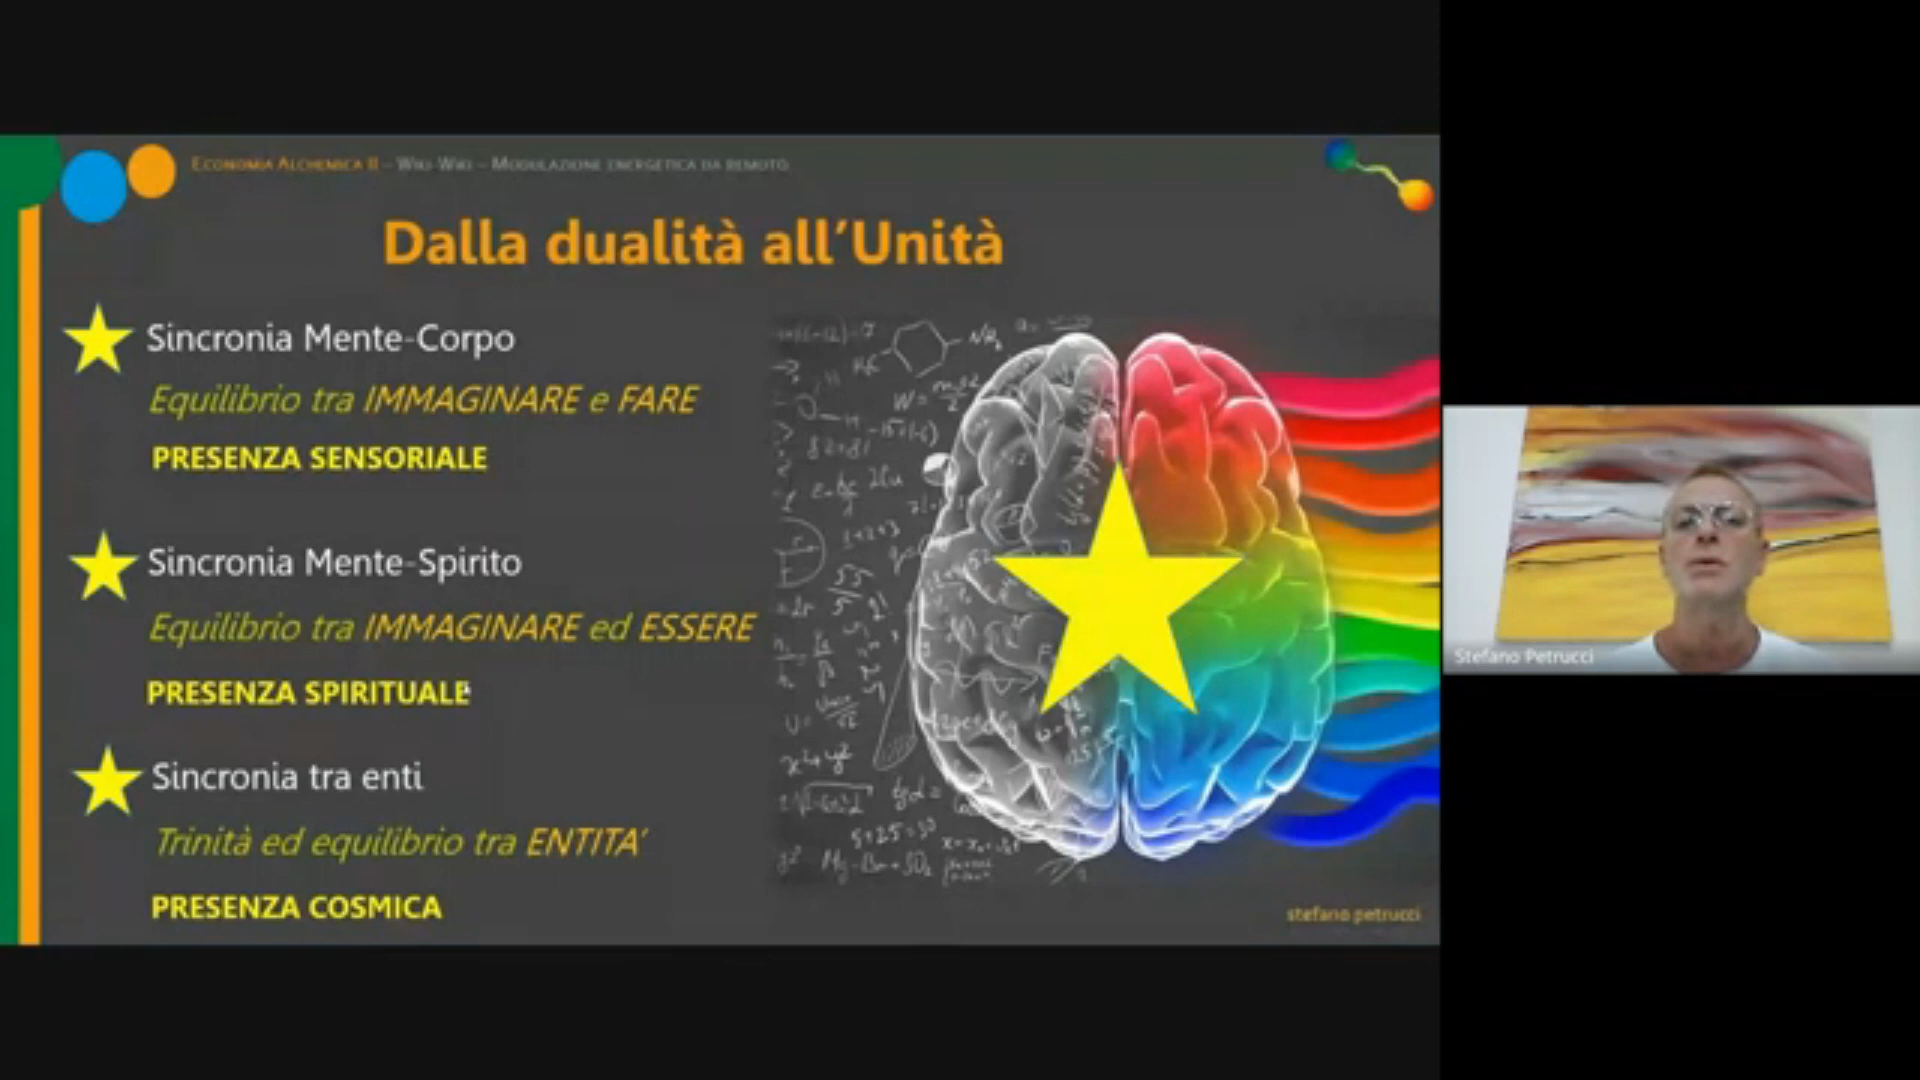 ECONOMIA ALCHEMICA II – WIKI-WIKI – MODULAZIONE ENERGETICA DA REMOTO
Dalla dualità all'Unità
Sincronia Mente-Corpo
Equilibrio tra IMMAGINARE e FARE
PRESENZA SENSORIALE
Sincronia Mente-Spirito
Equilibrio tra IMMAGINARE ed ESSERE
PRESENZA SPIRITUALE
Sincronia tra enti
Trinità ed equilibrio tra ENTITA'
PRESENZA COSMICA
stefano petrucci
Stefano Petrucci